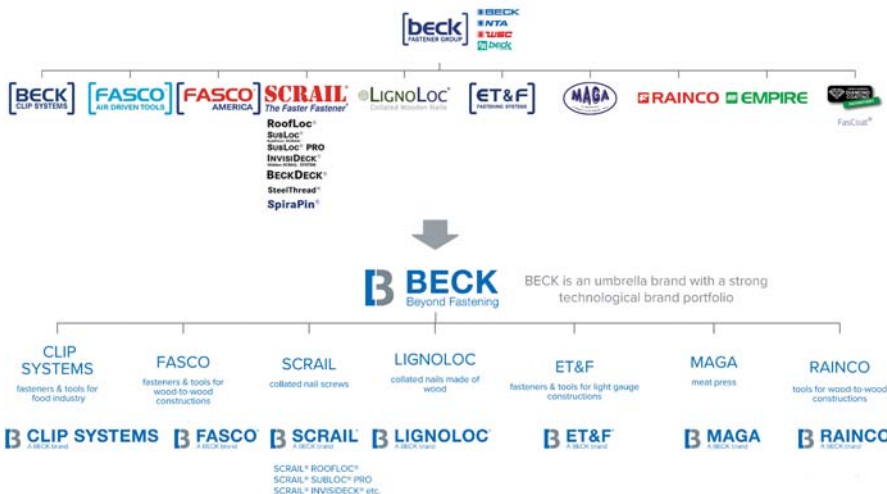 [beck]
FASTENER GROUP
BECK
NTA
WSC
beck
[BECK]
CLIP SYSTEMS
[FASCO]
AIR DRIVEN TOOLS
[FASCO]
AMERICA
SCRAIL®
The Faster Fastener®
LIGNOLOC®
Collated Wooden Nails
[ET&F]
FASTENING SYSTEMS
MAGA
RAINCO
EMPIRE
DIAMOND
COATING
FasCoat®
ROOFLOC®
SUBLOC®
SUBLOC® PRO
INVISIDECK®
BECKDECK®
SteelThread®
SpiraPin®
BECK
Beyond Fastening
BECK is an umbrella brand with a strong
technological brand portfolio
CLIP
SYSTEMS
fasteners & tools for
food industry
FASCO
fasteners & tools for
wood-to-wood
constructions
SCRAIL
collated nail screws
LIGNOLOC
collated nails made of
wood
ET&F
fasteners & tools for light gauge
constructions
MAGA
meat press
RAINCO
tools for wood-to-wood
constructions
B CLIP SYSTEMS
A BECK brand
B FASCO®
A BECK brand
B SCRAIL®
A BECK brand
B LIGNOLOC®
A BECK brand
B ET&F®
A BECK brand
B MAGA
A BECK brand
B RAINCO
A BECK brand
SCRAIL® ROOFLOC®
SCRAIL® SUBLOC® PRO
SCRAIL® INVISIDECK® etc.